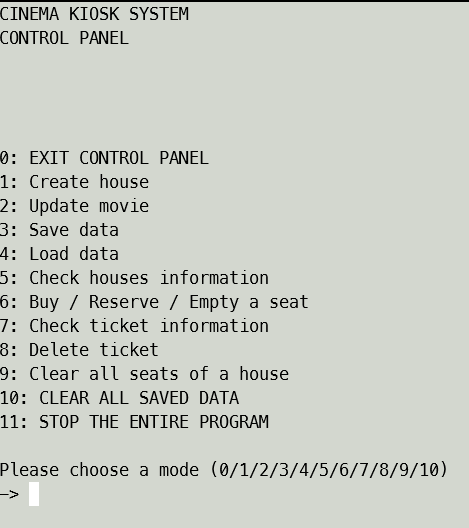 CINEMA KIOSK SYSTEM
CONTROL PANEL
0: EXIT CONTROL PANEL
1: Create house
2: Update movie
3: Save data
4: Load data
5: Check houses information
6: Buy / Reserve / Empty a seat
7: Check ticket information
8: Delete ticket
9: Clear all seats of a house
10: CLEAR ALL SAVED DATA
11: STOP THE ENTIRE PROGRAM
Please choose a mode (0/1/2/3/4/5/6/7/8/9/10)
—>